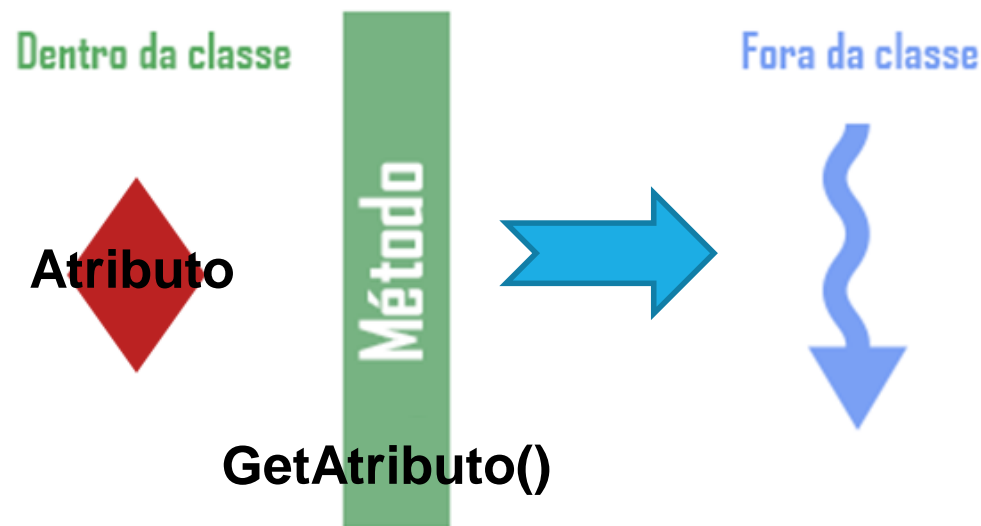 Dentro da classe
Fora da classe
Método
Atributo
GetAtributo()